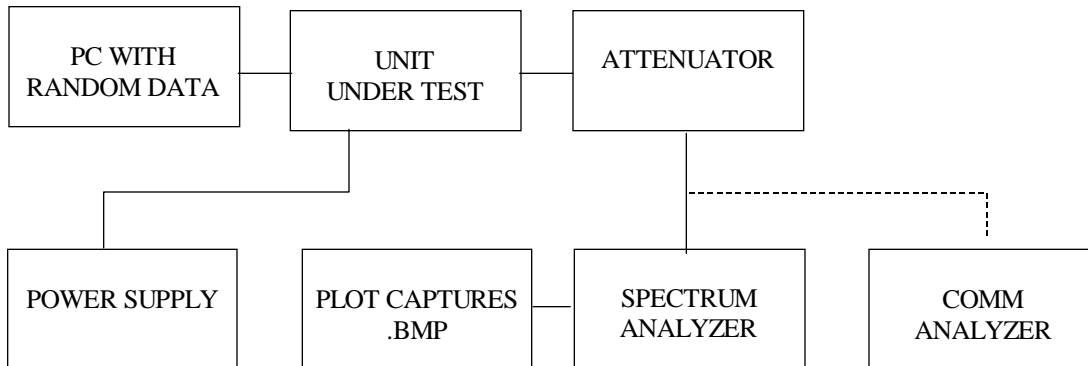 PC WITH
RANDOM DATA
UNIT
UNDER TEST
ATTENUATOR
POWER SUPPLY
PLOT CAPTURES
.BMP
SPECTRUM
ANALYZER
COMM
ANALYZER